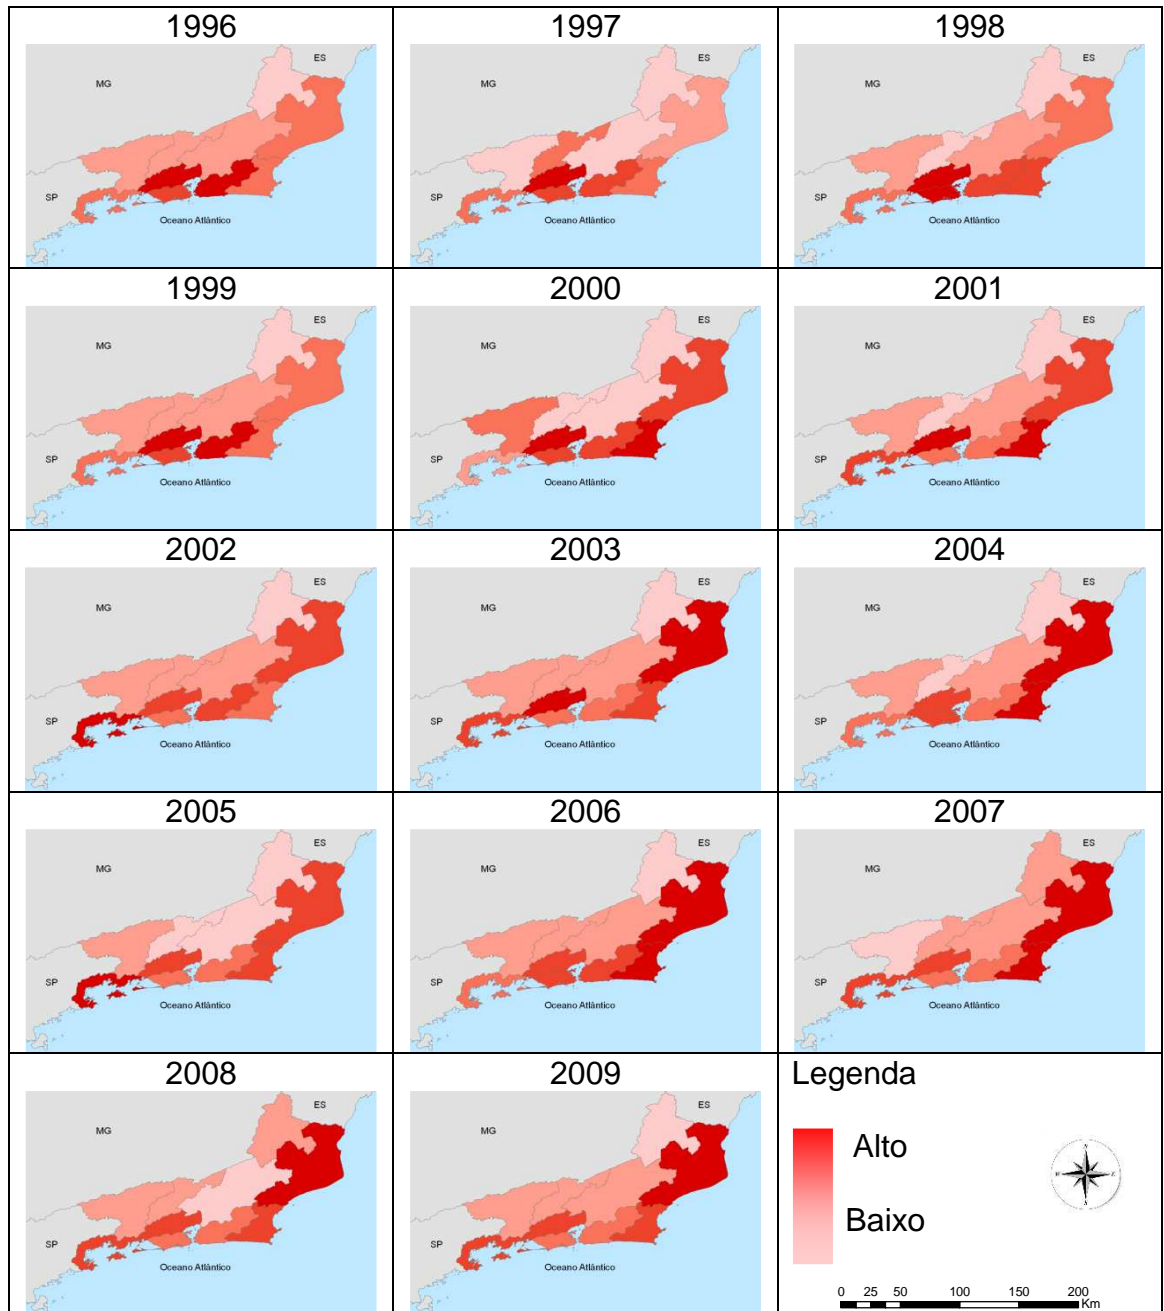 1996
1997
1998
ES
MG
SP
Oceano Atlântico
ES
MG
SP
Oceano Atlântico
ES
MG
SP
Oceano Atlântico
1999
2000
2001
ES
MG
SP
Oceano Atlântico
ES
MG
SP
Oceano Atlântico
ES
MG
SP
Oceano Atlântico
2002
2003
2004
ES
MG
SP
Oceano Atlântico
ES
MG
SP
Oceano Atlântico
ES
MG
SP
Oceano Atlântico
2005
2006
2007
ES
MG
SP
Oceano Atlântico
ES
MG
SP
Oceano Atlântico
ES
MG
SP
Oceano Atlântico
2008
2009
Legenda
ES
MG
SP
Oceano Atlântico
ES
MG
SP
Oceano Atlântico
Alto
Baixo
N
W E
S
0 25 50 100 150 200
Km